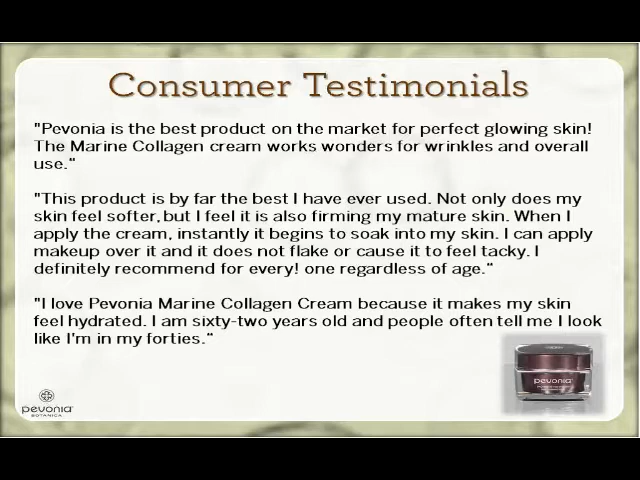 Consumer Testimonials
"Pevonia is the best product on the market for perfect glowing skin!
The Marine Collagen cream works wonders for wrinkles and overall
use."
"This product is by far the best I have ever used. Not only does my
skin feel softer, but I feel it is also firming my mature skin. When I
apply the cream, instantly it begins to soak into my skin. I can apply
makeup over it and it does not flake or cause it to feel tacky. I
definitely recommend for every! one regardless of age."
"I love Pevonia Marine Collagen Cream because it makes my skin
feel hydrated. I am sixty-two years old and people often tell me I look
like I'm in my forties."
pevonia
pevonia
BOTANICA